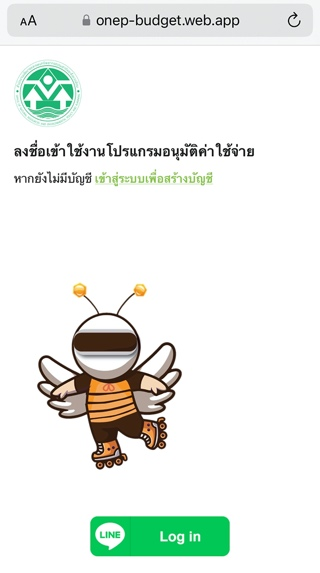 AA onep-budget.web.app
ลงชื่อเข้าใช้งานโปรแกรมอนุมัติค่าใช้จ่าย
หากยังไม่มีบัญชี เข้าสู่ระบบเพื่อสร้างบัญชี
LINE Log in